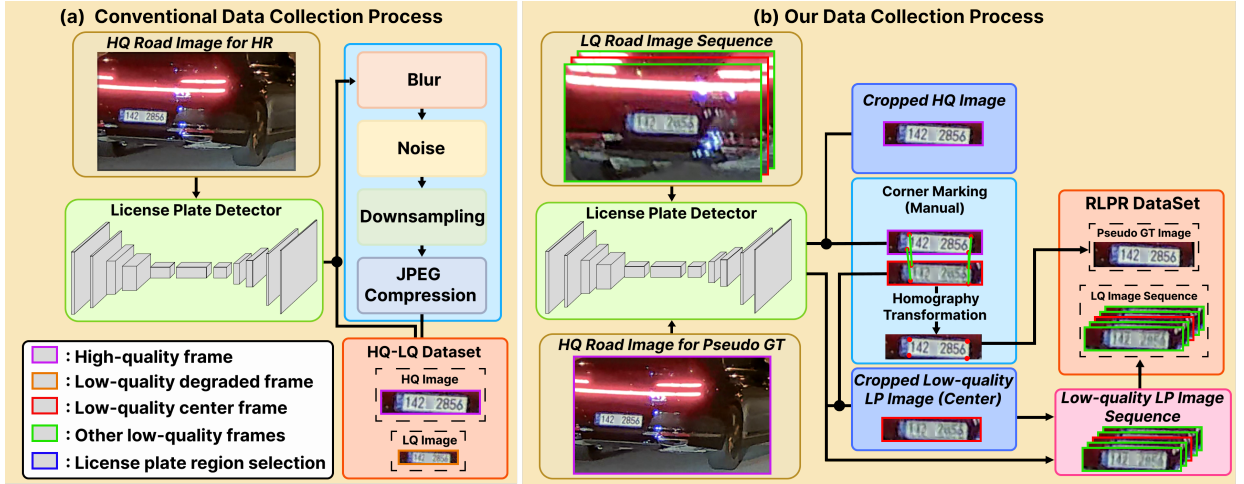 (a) Conventional Data Collection Process
HQ Road Image for HR
142 2856
License Plate Detector
Blur
Noise
Downsampling
JPEG
Compression
: High-quality frame
: Low-quality degraded frame
: Low-quality center frame
: Other low-quality frames
: License plate region selection
HQ-LQ Dataset
HQ Image
142 2856
LQ Image
142 2856
(b) Our Data Collection Process
LQ Road Image Sequence
142 2856
License Plate Detector
HQ Road Image for Pseudo GT
142 2856
Cropped HQ Image
142 2856
Corner Marking
(Manual)
142 2856
142 2856
Homography
Transformation
142 2856
Cropped Low-quality
LP Image (Center)
142 2856
RLPR DataSet
Pseudo GT Image
142 2856
LQ Image Sequence
142 2856
Low-quality LP Image
Sequence
142 2856